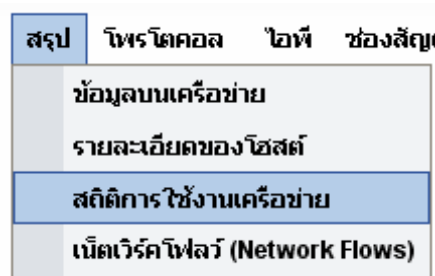 สรุป โพรโตคอล ไอพี
ข้อมูลบนเครือข่าย
รายละเอียดของโฮสต์
สถิติการใช้งานเครือข่าย
เน็ตเวิร์คโฟลว์ (Network Flows)